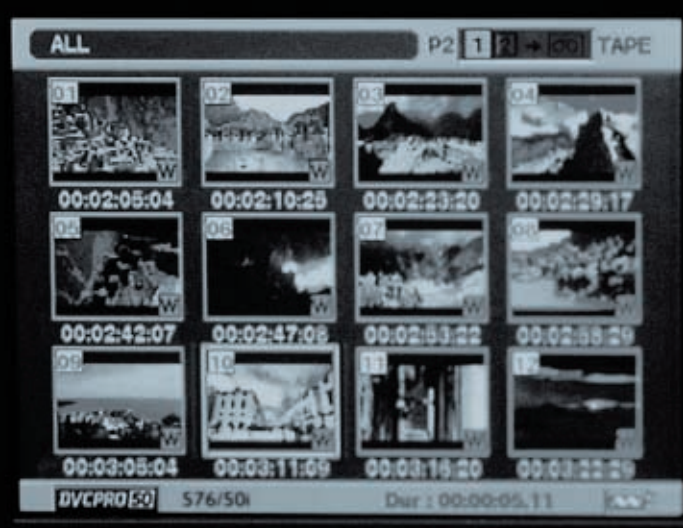 ALL P2 1 2 → TAPE
01 02 03 04
W W W W
00:02:05:04 00:02:10:25 00:02:23:20 00:02:29:17
05 06 07 08
W W W W
00:02:42:07 00:02:47:08
09 10 11 12
W W W W
00:03:05:04 00:03:11:09 00:03:16:20
DVCPRO 50 576/50i Dur : 00:00:05.11